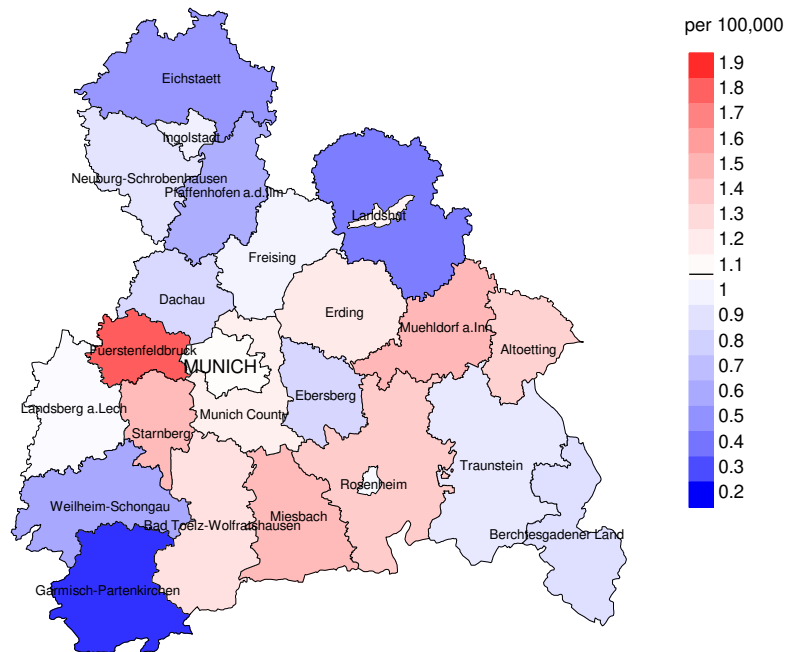 per 100,000
1.9
1.8
1.7
1.6
1.5
1.4
1.3
1.2
1.1
1
0.9
0.8
0.7
0.6
0.5
0.4
0.3
0.2
Eichstaett
Ingolstadt
Neuburg-Schrobenhausen
Pfaffenhofen a.d.Ilm
Landshut
Freising
Dachau
Erding
Muehldorf a.Inn
Altoetting
Fuerstenfeldbruck
MUNICH
Ebersberg
Landsberg a.Lech
Munich County
Starnberg
Traunstein
Rosenheim
Weilheim-Schongau
Miesbach
Bad Toelz-Wolfratshausen
Berchtesgadener Land
Garmisch-Partenkirchen